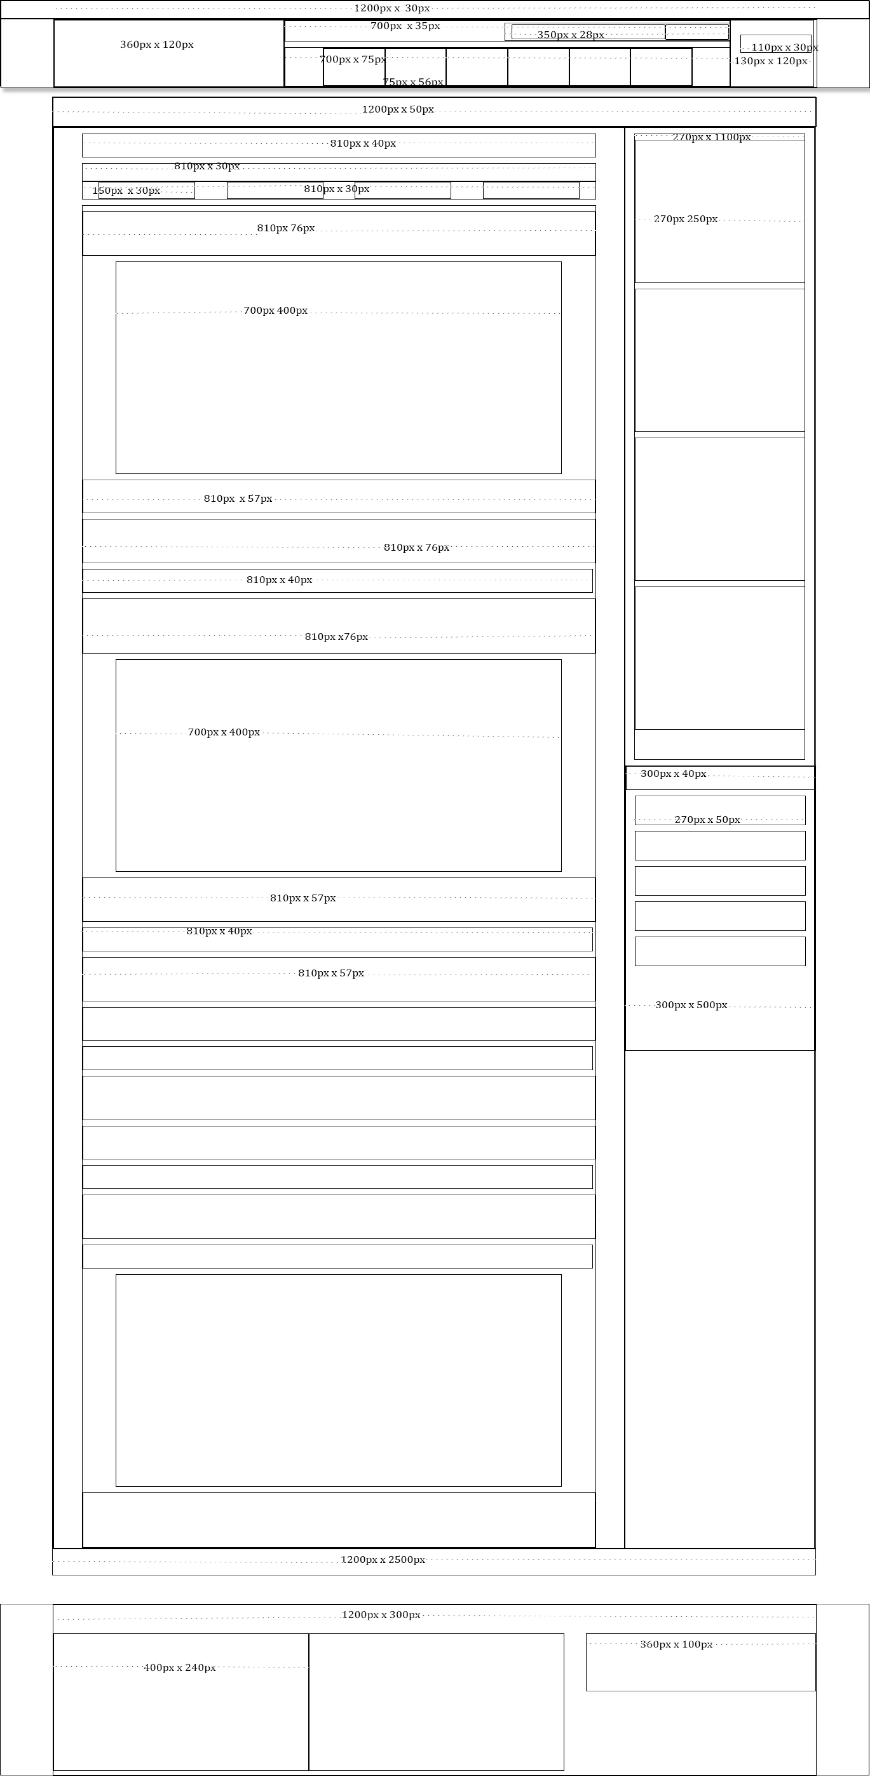 1200px x  30px
700px  x 35px
350px x 28px
360px x 120px
110px x 30px
700px x 75px
130px x 120px
75px x 56px
1200px x 50px
810px x 40px
270px x 1100px
810px x 30px
150px  x 30px
810px x 30px
270px 250px
810px 76px
700px 400px
810px  x 57px
810px x 76px
810px x 40px
810px x76px
700px x 400px
300px x 40px
270px x 50px
810px x 57px
810px x 40px
810px x 57px
300px x 500px
1200px x 2500px
1200px x 300px
360px x 100px
400px x 240px